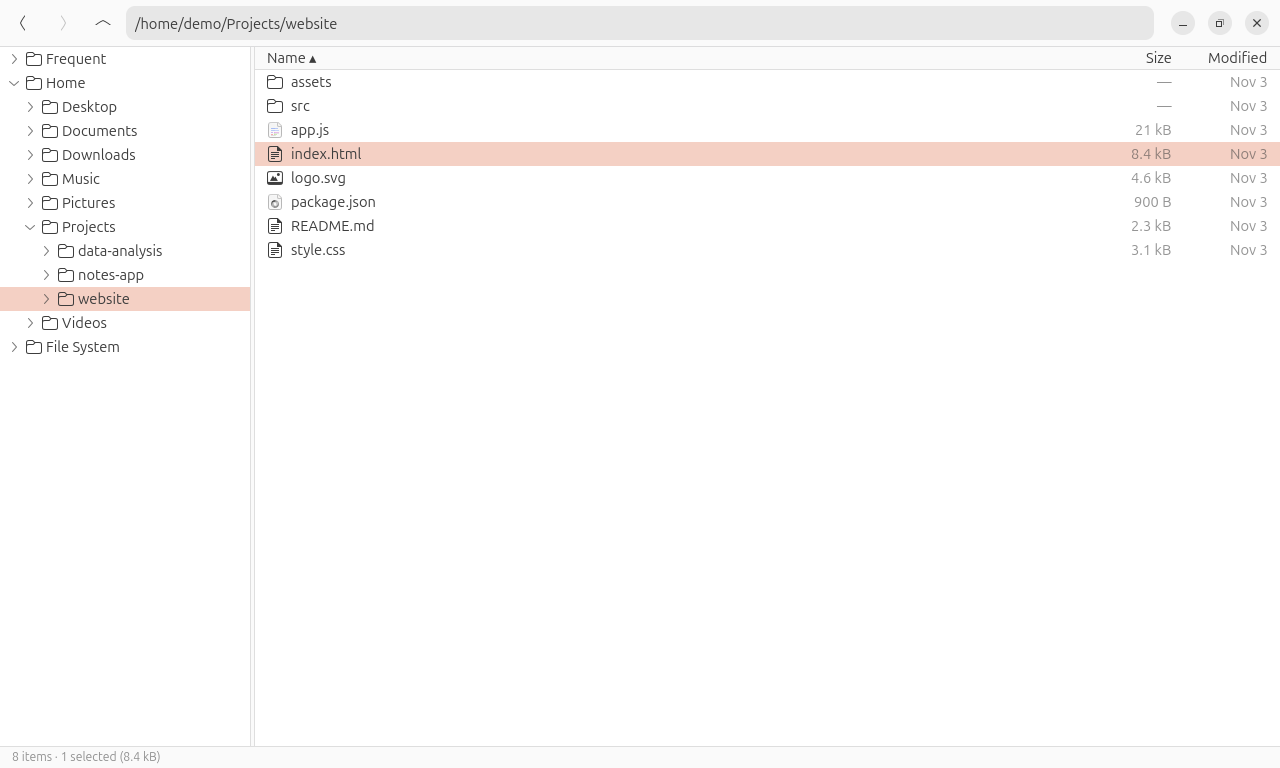 /home/demo/Projects/website
Frequent
Home
Desktop
Documents
Downloads
Music
Pictures
Projects
data-analysis
notes-app
website
Videos
File System
Name ▴ Size Modified
assets — Nov 3
src — Nov 3
app.js 21 kB Nov 3
index.html 8.4 kB Nov 3
logo.svg 4.6 kB Nov 3
package.json 900 B Nov 3
README.md 2.3 kB Nov 3
style.css 3.1 kB Nov 3
8 items · 1 selected (8.4 kB)